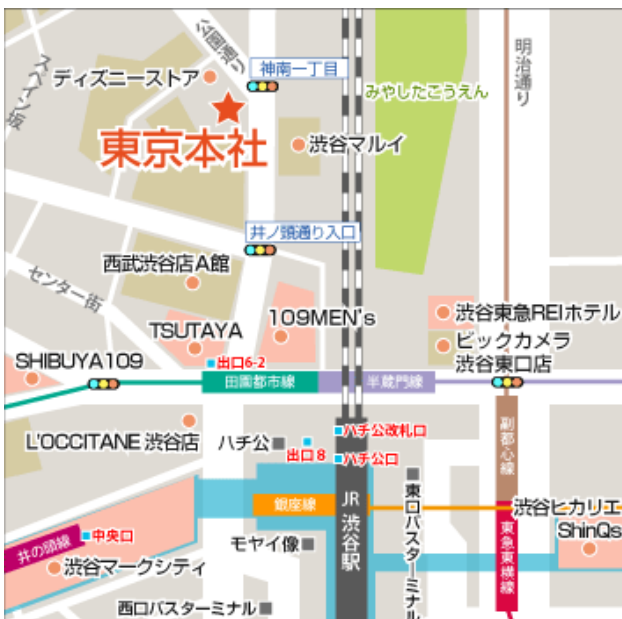 公園通り
明治通り
スペイン坂
ディズニーストア
神南一丁目
みやしたこうえん
東京本社
渋谷マルイ
井ノ頭通り入口
西武渋谷店A館
センター街
TSUTAYA
109MEN's
渋谷東急REIホテル
ビックカメラ
渋谷東口店
SHIBUYA109
出口6-2
田園都市線
半蔵門線
L'OCCITANE 渋谷店
ハチ公
出口8
ハチ公改札口
ハチ公口
副都心線
銀座線
JR 渋谷駅
東口バスターミナル
渋谷ヒカリエ
ShinQs
東急東横線
井の頭線
中央口
モヤイ像
渋谷マークシティ
西口バスターミナル